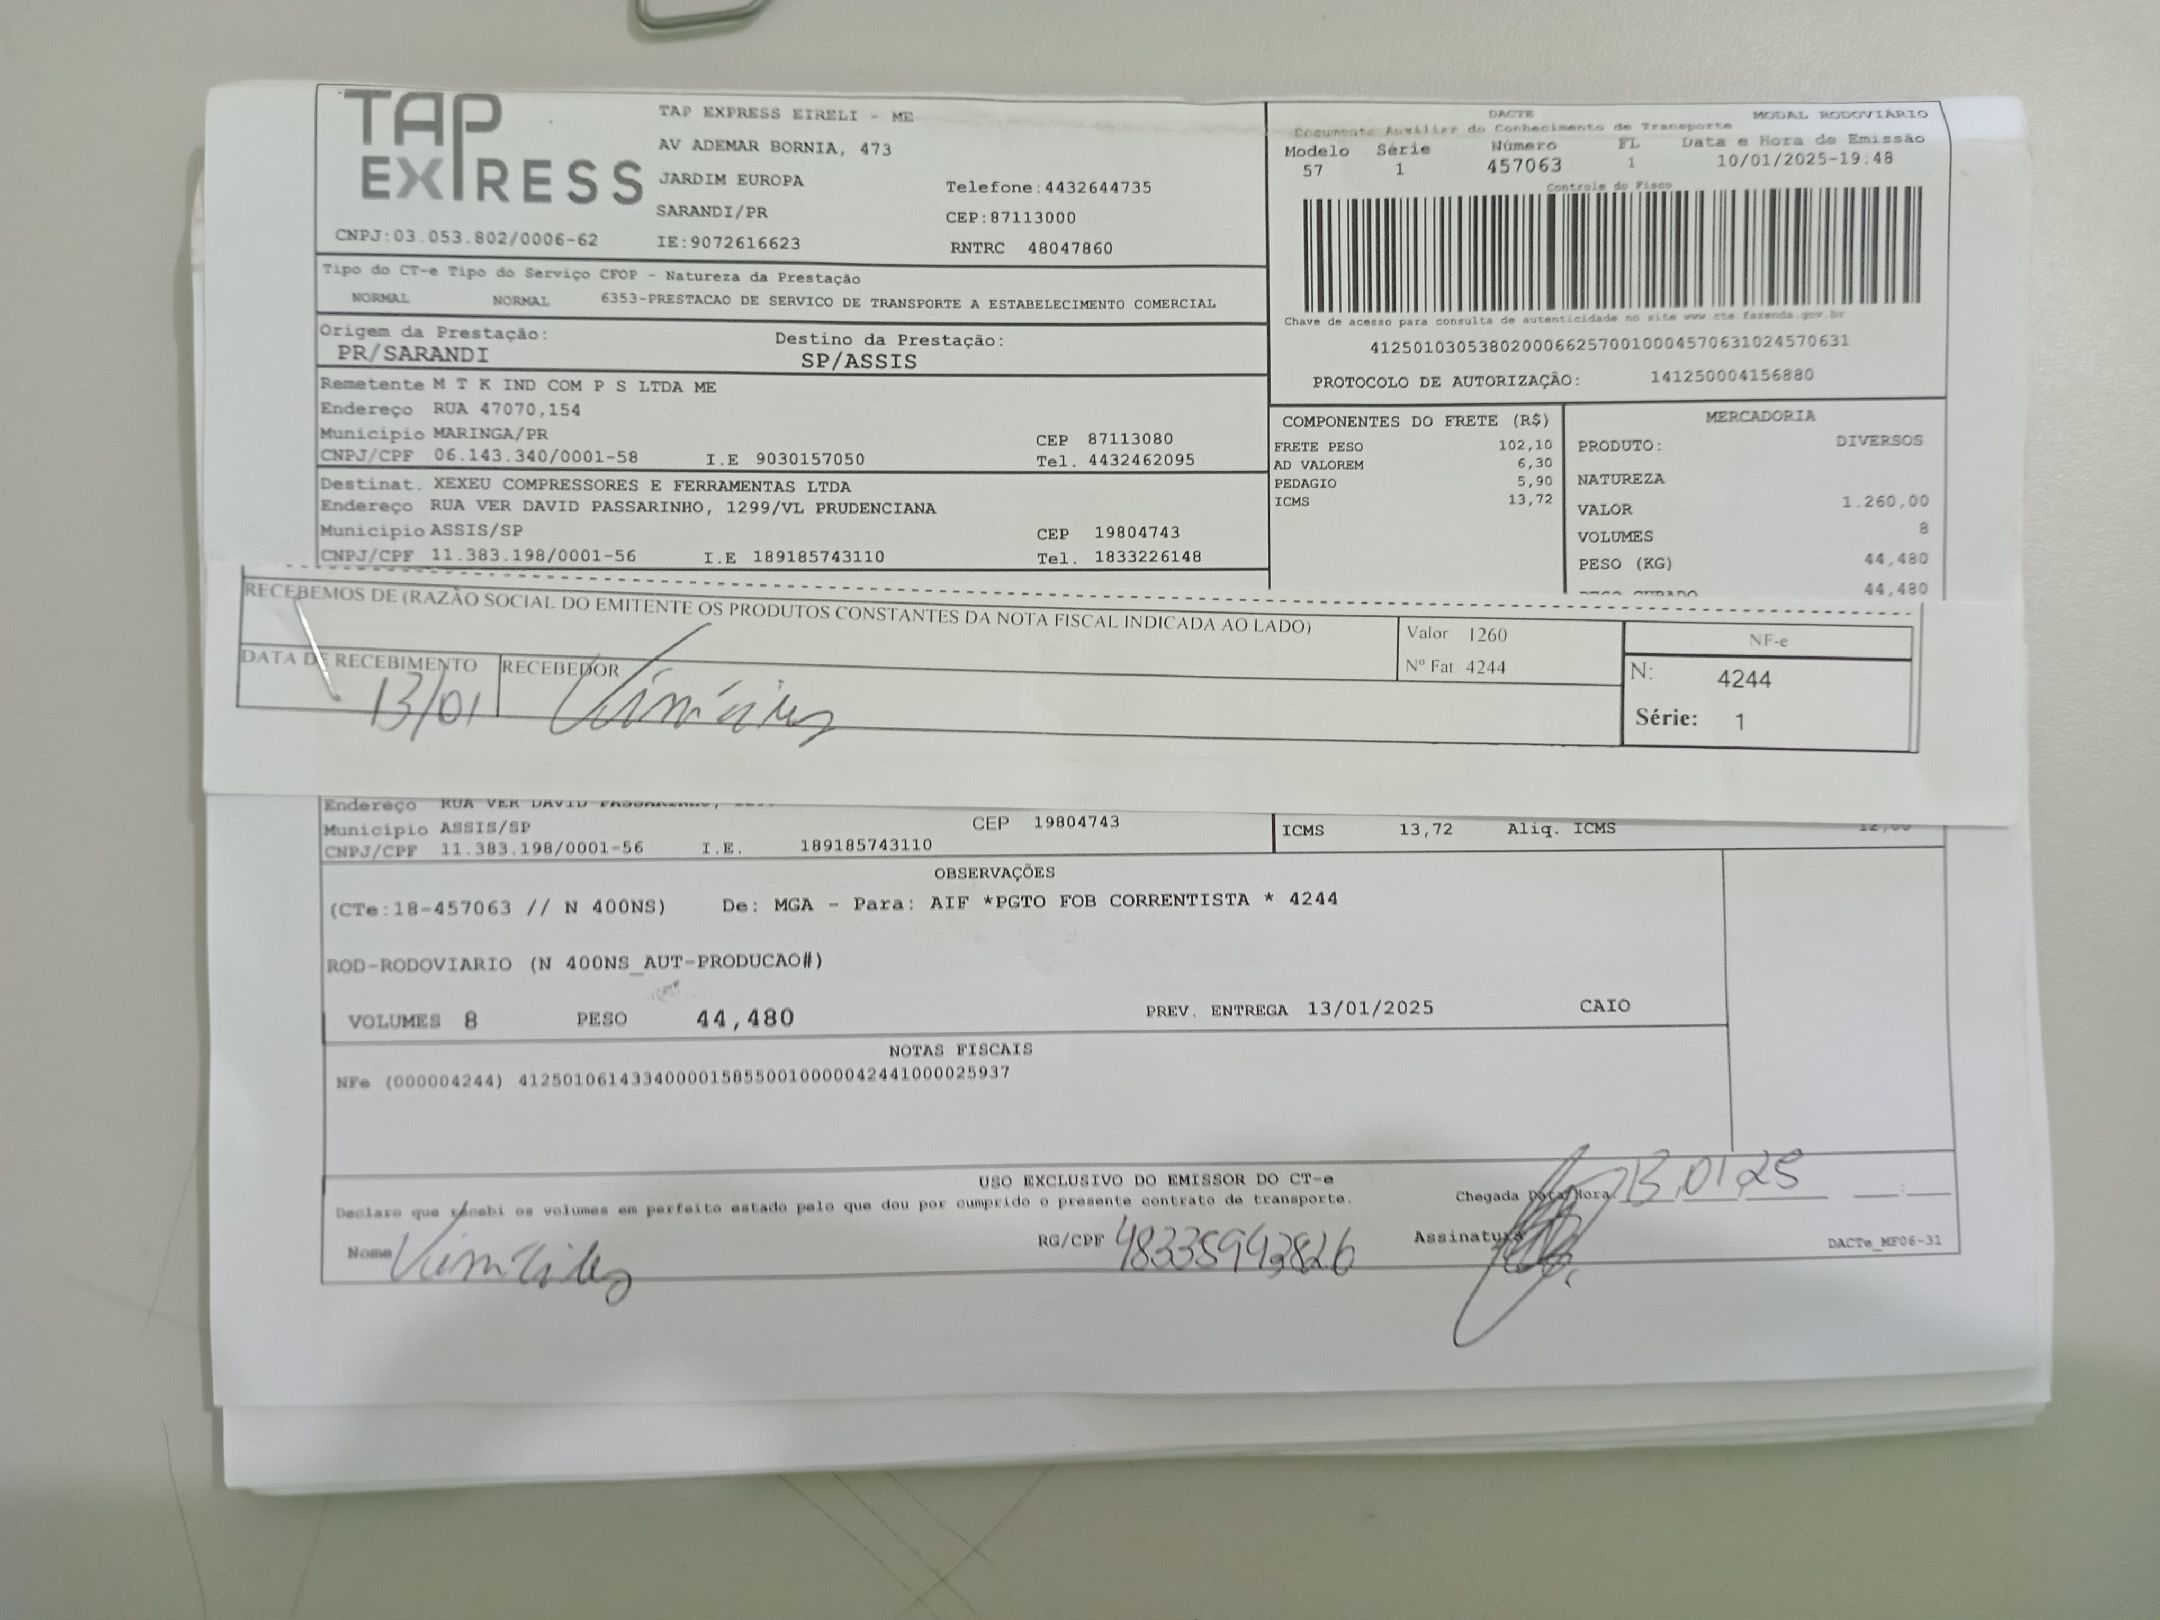 TAP EXPRESS
TAP EXPRESS EIRELI - ME
AV ADEMAR BORNIA, 473
JARDIM EUROPA
SARANDI/PR
Telefone:4432644735
CEP:87113000
CNPJ:03.053.802/0006-62 IE:9072616623 RNTRC 48047860
DACTE MODAL RODOVIÁRIO
Documento Auxiliar do Conhecimento de Transporte
Modelo Série Número FL Data e Hora de Emissão
57 1 457063 1 10/01/2025-19:48
Controle do Fisco
Chave de acesso para consulta de autenticidade no site www.cte.fazenda.gov.br
41250103053802000662570010004570631024570631
PROTOCOLO DE AUTORIZAÇÃO: 141250004156880
Tipo do CT-e Tipo do Serviço CFOP - Natureza da Prestação
NORMAL NORMAL 6353-PRESTACAO DE SERVICO DE TRANSPORTE A ESTABELECIMENTO COMERCIAL
Origem da Prestação: Destino da Prestação:
PR/SARANDI SP/ASSIS
Remetente M T K IND COM P S LTDA ME
Endereço RUA 47070,154
Município MARINGA/PR CEP 87113080
CNPJ/CPF 06.143.340/0001-58 I.E 9030157050 Tel. 4432462095
Destinat. XEXEU COMPRESSORES E FERRAMENTAS LTDA
Endereço RUA VER DAVID PASSARINHO, 1299/VL PRUDENCIANA
Município ASSIS/SP CEP 19804743
CNPJ/CPF 11.383.198/0001-56 I.E 189185743110 Tel. 1833226148
COMPONENTES DO FRETE (R$)
FRETE PESO 102,10
AD VALOREM 6,30
PEDAGIO 5,90
ICMS 13,72
MERCADORIA
PRODUTO: DIVERSOS
NATUREZA
VALOR 1.260,00
VOLUMES 8
PESO (KG) 44,480
44,480
RECEBEMOS DE (RAZÃO SOCIAL DO EMITENTE OS PRODUTOS CONSTANTES DA NOTA FISCAL INDICADA AO LADO)
Valor 1260
Nº Fat 4244
NF-e
N: 4244
Série: 1
DATA DE RECEBIMENTO RECEBEDOR
13/01
Endereço RUA VER DAVID
Município ASSIS/SP CEP 19804743
CNPJ/CPF 11.383.198/0001-56 I.E. 189185743110
ICMS 13,72 Aliq. ICMS
OBSERVAÇÕES
(CTe:18-457063 // N 400NS) De: MGA - Para: AIF *PGTO FOB CORRENTISTA * 4244
ROD-RODOVIARIO (N 400NS_AUT-PRODUCAO#)
VOLUMES 8 PESO 44,480 PREV. ENTREGA 13/01/2025 CAIO
NOTAS FISCAIS
NFe (000004244) 41250106143340000158550010000042441000025937
USO EXCLUSIVO DO EMISSOR DO CT-e
Declaro que recebi os volumes em perfeito estado pelo que dou por cumprido o presente contrato de transporte.
Chegada Data/Hora 13 01 25
Nome
RG/CPF 48335943826
Assinatura
DACTe_MF06-31